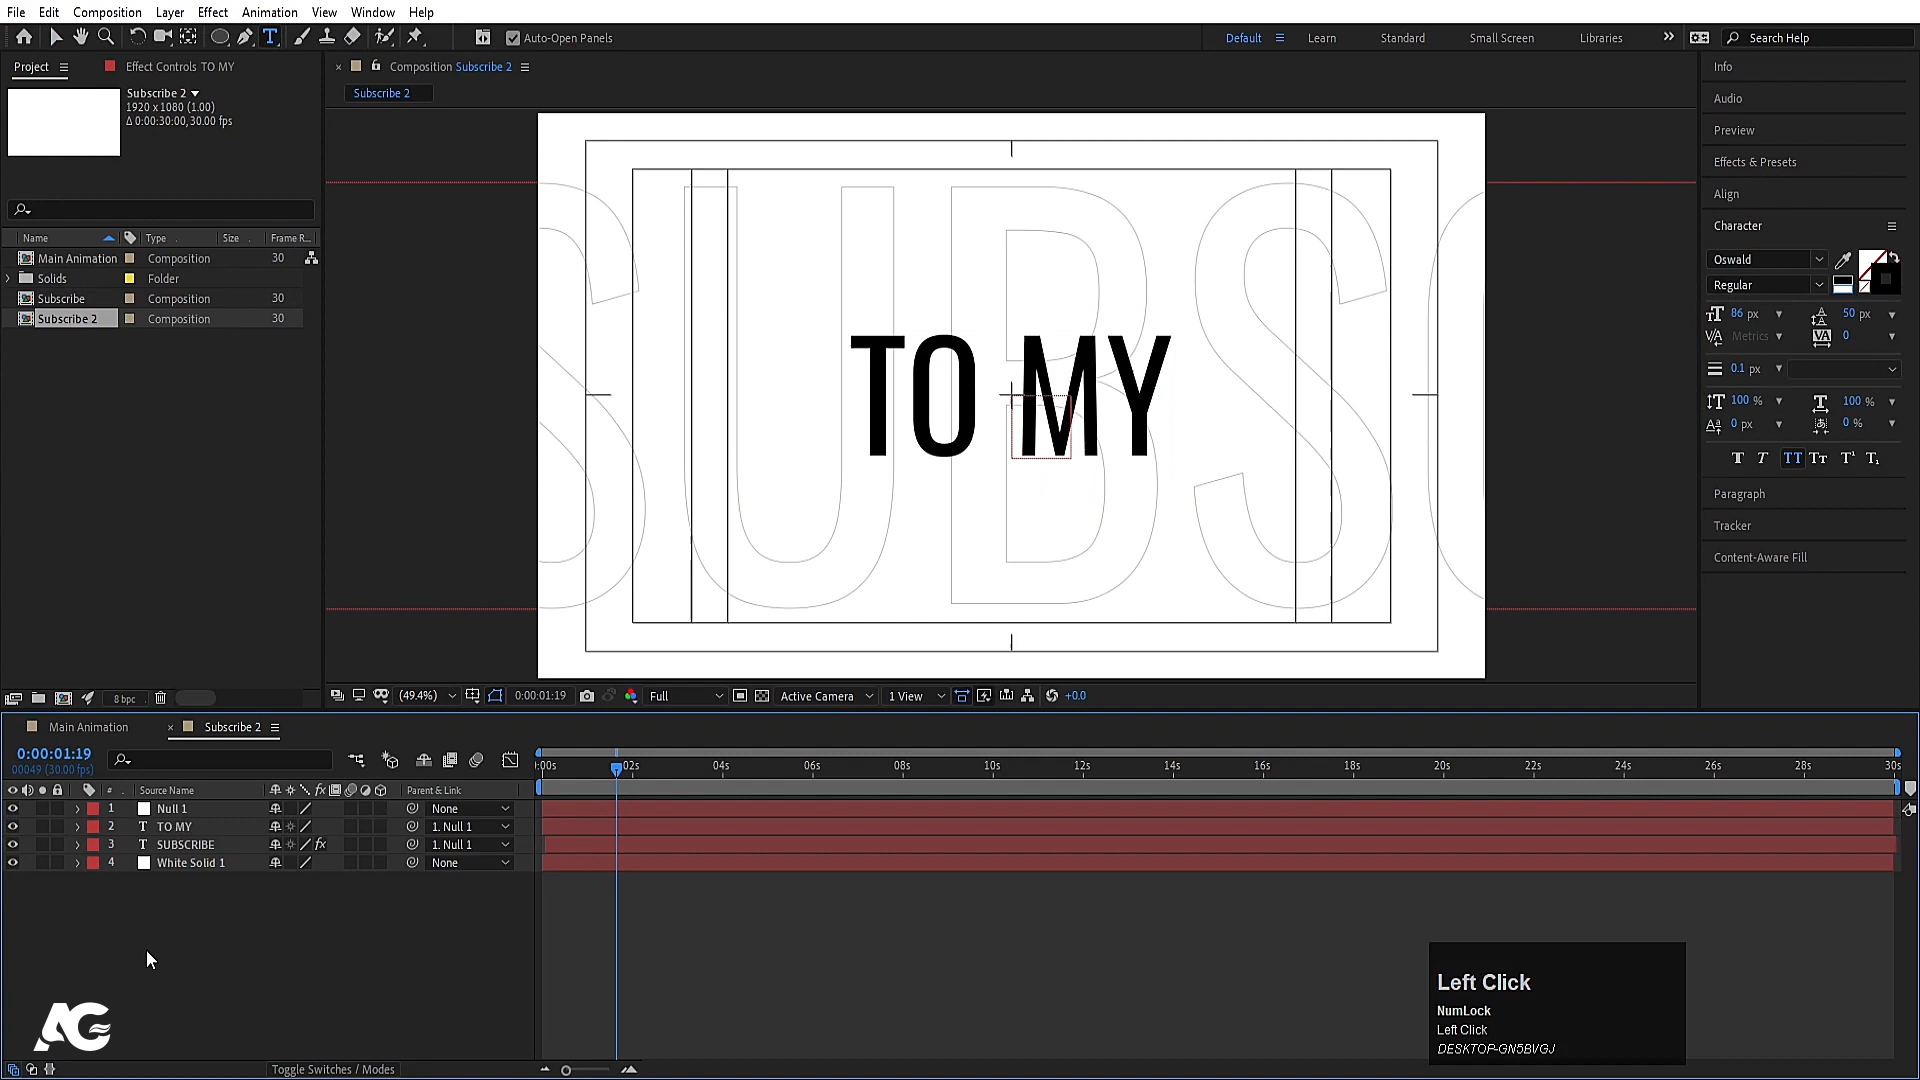 File Edit Composition Layer Effect Animation View Window Help
Auto-Open Panels
Default Learn Standard Small Screen Libraries Search Help
Project Effect Controls TO MY
Subscribe 2
1920 x 1080 (1.00)
Δ 0:00:30:00, 30.00 fps
Name Type Size Frame R...
Main Animation Composition 30
Solids Folder
Subscribe Composition 30
Subscribe 2 Composition 30
8 bpc
Composition Subscribe 2
Subscribe 2
SUBSC
TO MY
(49.4%) 0:00:01:19 Full Active Camera 1 View +0.0
Info
Audio
Preview
Effects & Presets
Align
Character
Oswald
Regular
86 px 50 px
Metrics 0
0.1 px
100 % 100 %
0 px 0 %
Paragraph
Tracker
Content-Aware Fill
Main Animation Subscribe 2
0:00:01:19
00049 (30.00 fps)
# Source Name Parent & Link
:00s 02s 04s 06s 08s 10s 12s 14s 16s 18s 20s 22s 24s 26s 28s 30s
1 Null 1 None
2 T TO MY 1. Null 1
3 T SUBSCRIBE fx 1. Null 1
4 White Solid 1 None
AG
Toggle Switches / Modes
Left Click
NumLock
Left Click
DESKTOP-GN5BVGJ